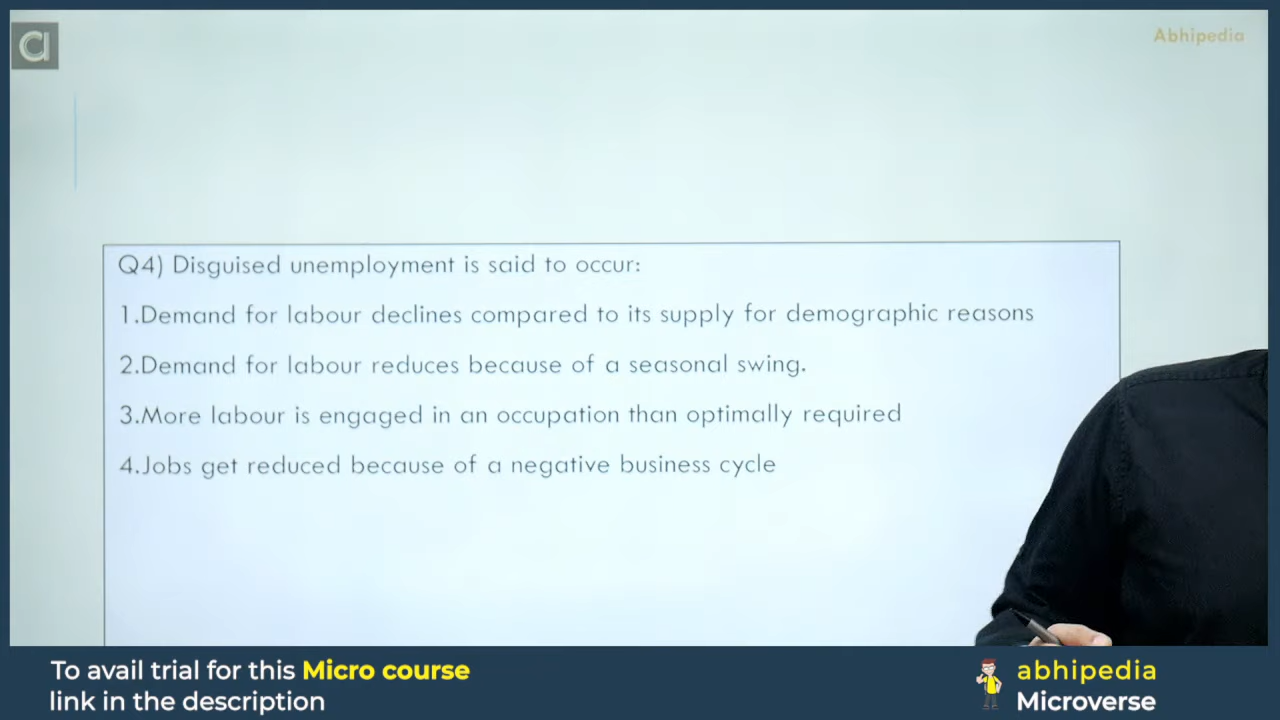 a
Abhipedia
Q4) Disguised unemployment is said to occur:
1.Demand for labour declines compared to its supply for demographic reasons
2.Demand for labour reduces because of a seasonal swing.
3.More labour is engaged in an occupation than optimally required
4.Jobs get reduced because of a negative business cycle
To avail trial for this Micro course
link in the description
abhipedia
Microverse